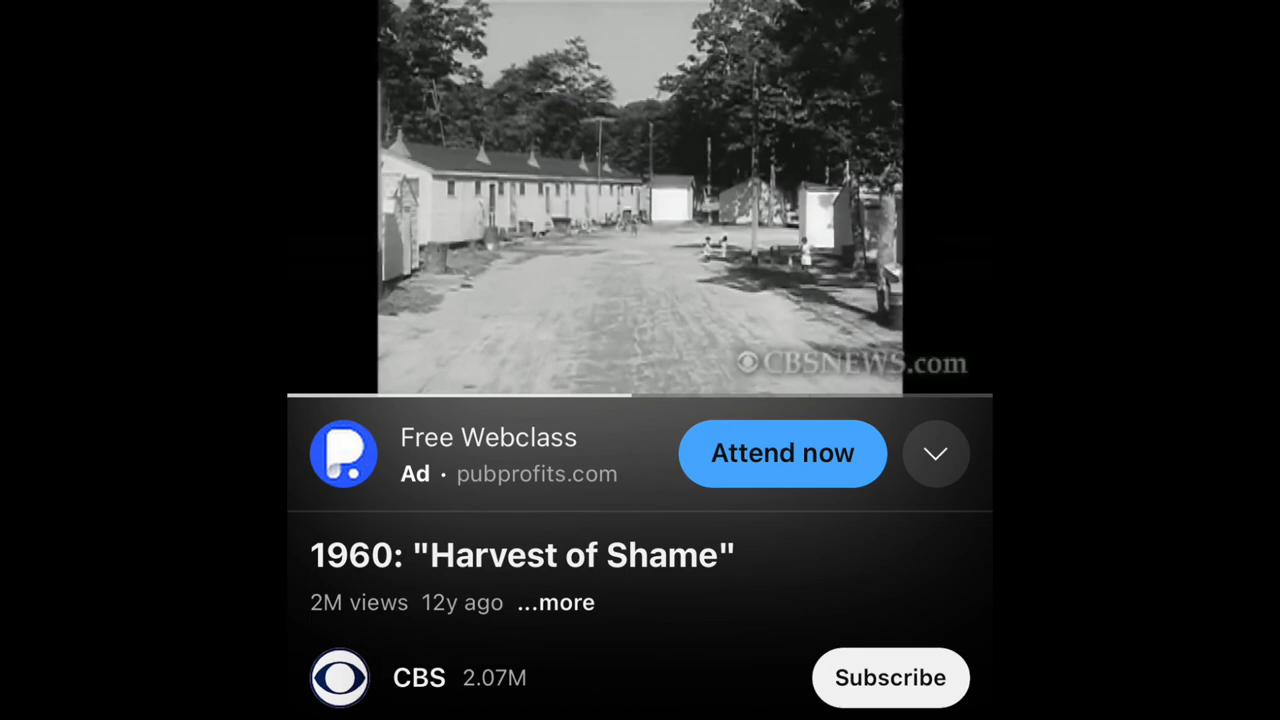 CBSNEWS.com
Free Webclass
Attend now
Ad · pubprofits.com
1960: "Harvest of Shame"
2M views 12y ago ...more
CBS 2.07M
Subscribe